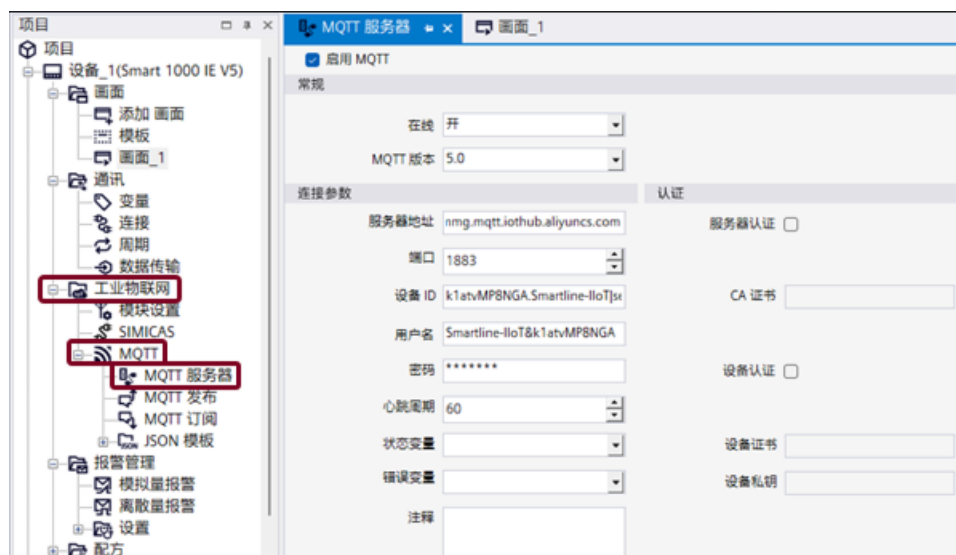 项目
项目
设备_1(Smart 1000 IE V5)
画面
添加 画面
模板
画面_1
通讯
变量
连接
周期
数据传输
工业物联网
模块设置
SIMICAS
MQTT
MQTT 服务器
MQTT 发布
MQTT 订阅
JSON 模板
报警管理
模拟量报警
离散量报警
设置
配方
MQTT 服务器
画面_1
启用 MQTT
常规
在线 开
MQTT 版本 5.0
连接参数
服务器地址 nmg.mqtt.iothub.aliyuncs.com
端口 1883
设备 ID k1atvMP8NGA.Smartline-IIoT|se
用户名 Smartline-IIoT&k1atvMP8NGA
密码 *******
心跳周期 60
状态变量
错误变量
注释
认证
服务器认证
CA 证书
设备认证
设备证书
设备私钥